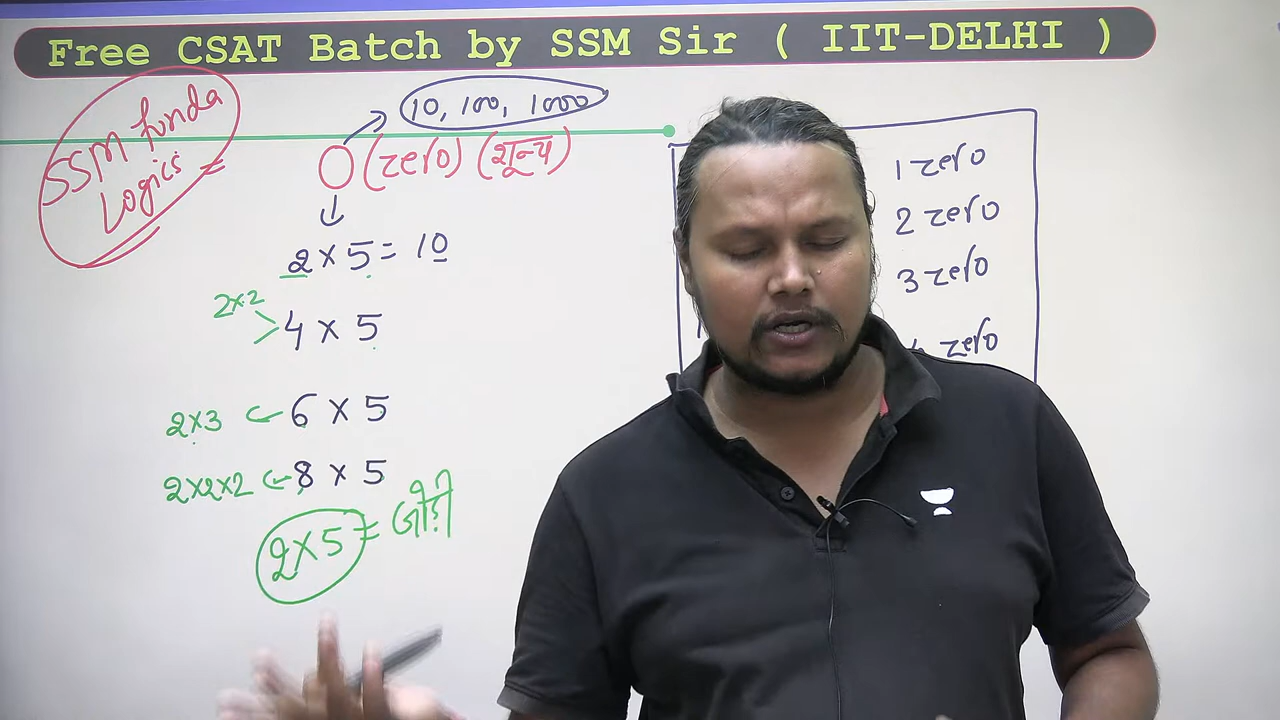 Free CSAT Batch by SSM Sir ( IIT-DELHI )
SSM funda
Logics
10, 100, 1000
0 (zero) (शून्य)
2 × 5 = 10
2×2
4 × 5
2×3 6 × 5
2×2×2 8 × 5
2×5 = जोड़ी
1 zero
2 zero
3 zero
zero